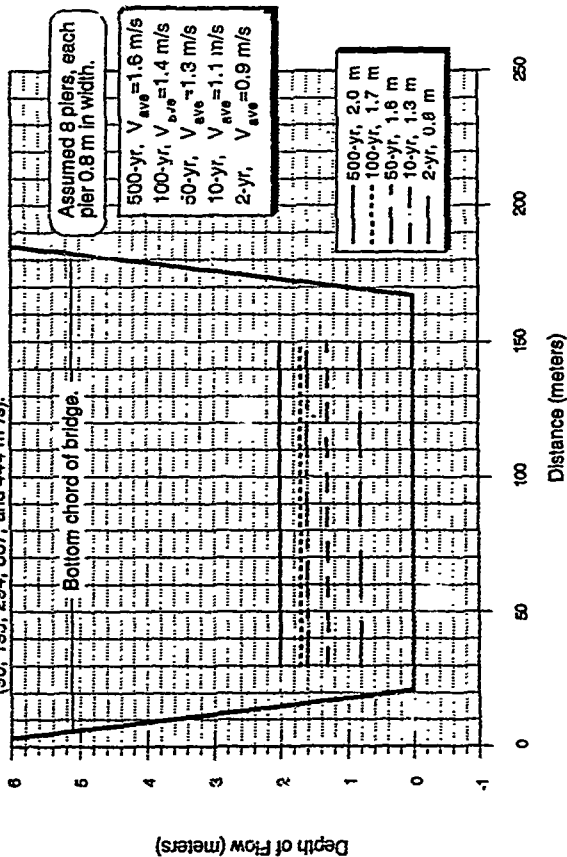 and 444 m³/s).
Assumed 8 piers, each
pier 0.8 m in width.
500-yr, Vave=1.6 m/s
100-yr, Vave=1.4 m/s
50-yr, Vave=1.3 m/s
10-yr, Vave=1.1 m/s
2-yr, Vave=0.9 m/s
Bottom chord of bridge.
500-yr, 2.0 m
100-yr, 1.7 m
50-yr, 1.6 m
10-yr, 1.3 m
2-yr, 0.8 m
6
5
4
3
2
1
0
-1
Depth of Flow (meters)
0
50
100
150
200
250
Distance (meters)